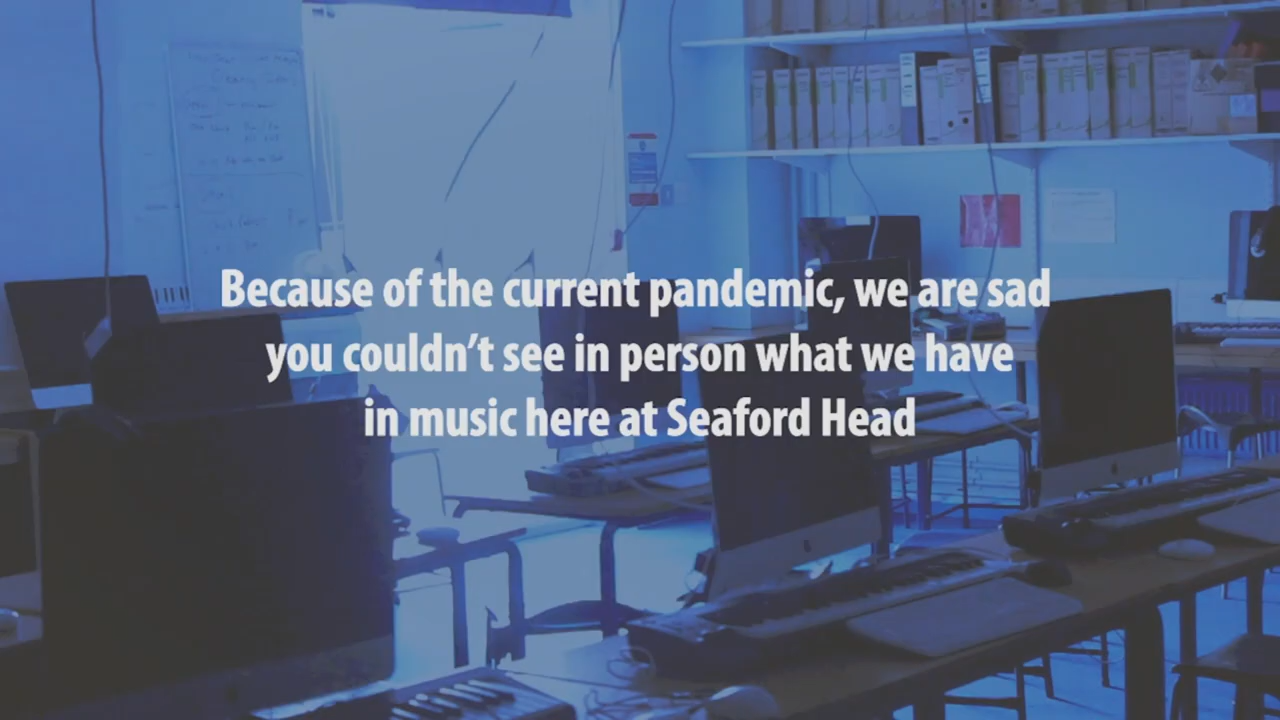 Because of the current pandemic, we are sad
you couldn’t see in person what we have
in music here at Seaford Head